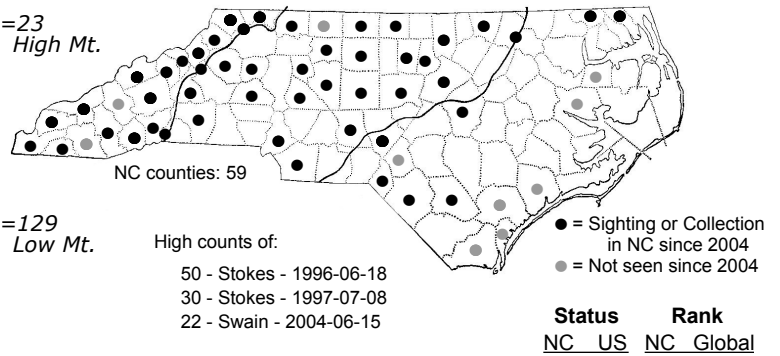 =23
High Mt.
NC counties: 59
=129
Low Mt.
High counts of:
50 - Stokes - 1996-06-18
30 - Stokes - 1997-07-08
22 - Swain - 2004-06-15
= Sighting or Collection
in NC since 2004
= Not seen since 2004
Status Rank
NC US NC Global